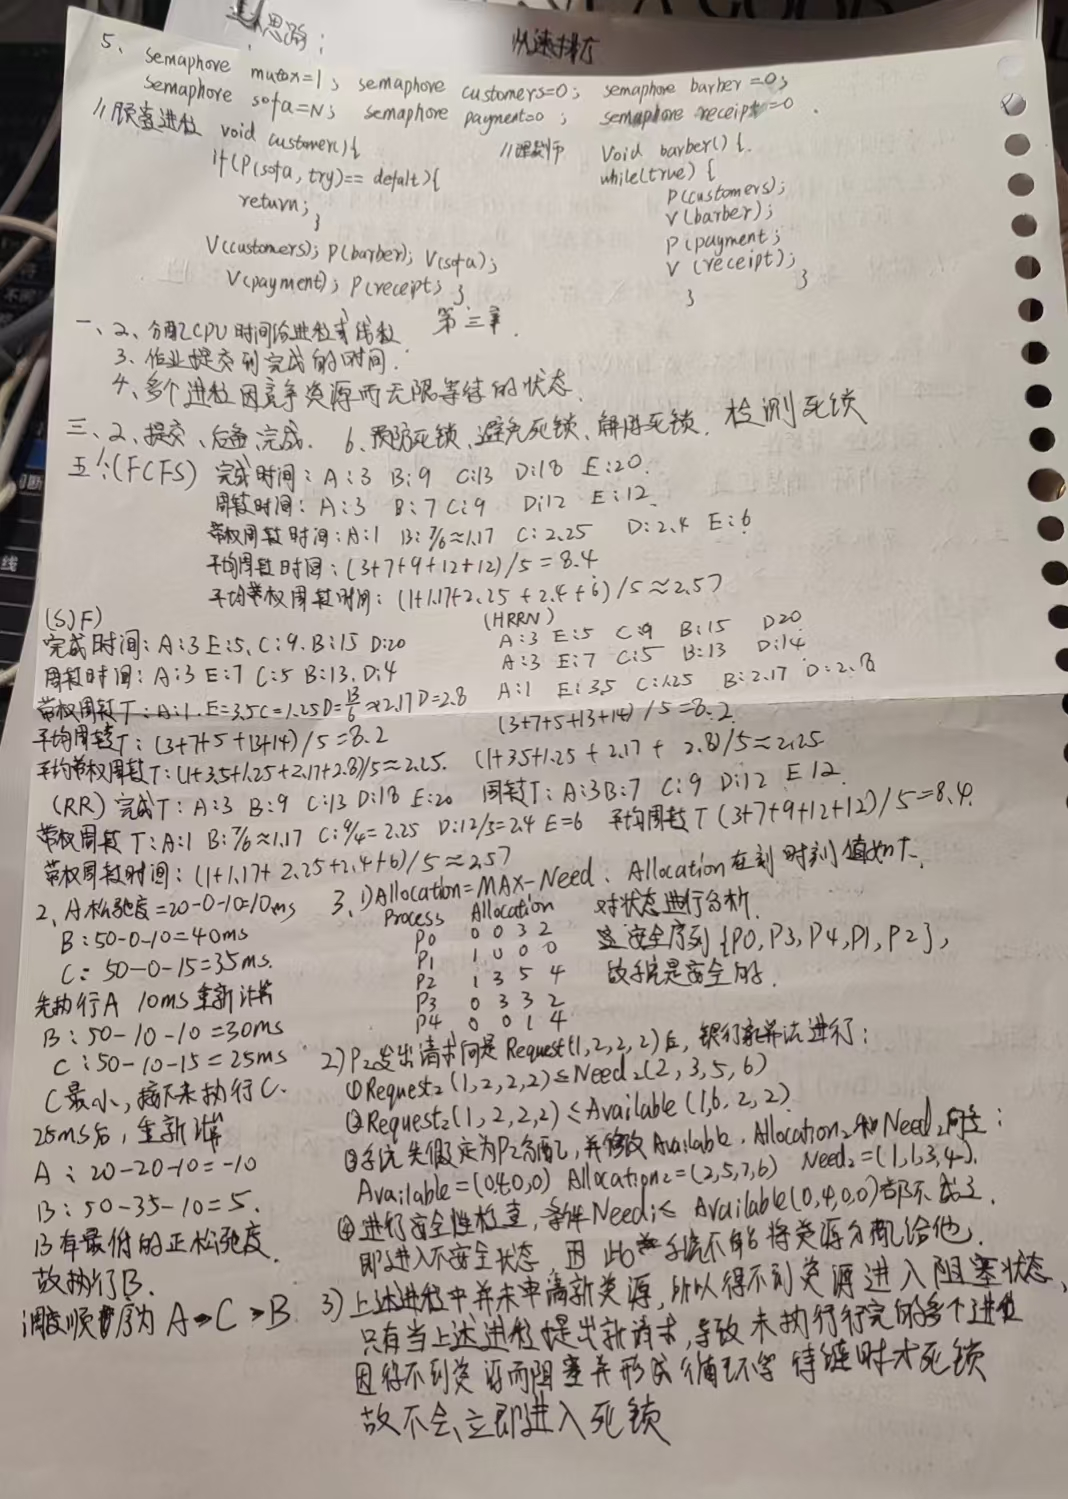 思路：
快速排序
5、 semaphore mutex=1； semaphore customers=0； semaphore barber=0；
semaphore sofa=N； semaphore payment=0； semaphore receipt=0．
//顾客进程 void customer(){
//理发师 Void barber(){
if(P(sofa, try)== defalt){
while(true) {
return;
P(customers);
}
V(barber);
V(customers); P(barber); V(sofa);
P(payment;
V(payment); P(receipt; }
V (receipt); }
}
第三章．
一、2、分配CPU时间给进程或线程
3、作业提交到完成的时间．
4、多个进程因竞争资源而无限等待的状态．
三、2、提交、后备、完成． 6、预防死锁、避免死锁、解除死锁、检测死锁
五1:(FCFS) 完成时间：A:3 B:9 C:13 D:18 E:20．
周转时间：A:3 B:7 C:9 D:12 E:12．
带权周转时间：A:1 B:7/6≈1.17 C:2.25 D:2.4 E:6
平均周转时间：(3+7+9+12+12)/5=8.4
平均带权周转时间：(1+1.17+2.25+2.4+6)/5≈2.57
(SJF)
完成时间：A:3 E:5、C:9．B:15 D:20
周转时间：A:3 E:7 C:5 B:13．D:4
带权周转T：A:1．E=3.5C=1.25D=13/6≈2.17D=2.8
平均周转T：(3+7+5+13+14)/5=8.2
平均带权周转T：(1+3.5+1.25+2.17+2.8)/5≈2.25．
(HRRN)
A:3 E:5 C:9 B:15 D20
A:3 E:7 C:5 B:13 D:14
A:1 E:3.5 C:1.25 B:2.17 D:2.8
(3+7+5+13+14)/5=8.2
(1+3.5+1.25+2.17+2.8)/5≈2.25
(RR) 完成T：A:3 B:9 C:13 D:18 E:20 周转T：A:3B:7 C:9 D:12 E12．
带权周转T：A:1 B:7/6≈1.17 C:9/4=2.25 D:12/5=2.4 E=6 平均周转T(3+7+9+12+12)/5=8.4．
带权周转时间：(1+1.17+2.25+2.4+6)/5≈2.57
2、A松弛度=20-0-10=10ms
B：50-0-10=40ms
C：50-0-15=35ms．
先执行A 10ms重新计算
B：50-10-10=30ms
C：50-10-15=25ms
C最小，接下来执行C．
25ms后，重新计算
A：20-20-10=-10
B：50-35-10=5．
B有最低的正松弛度．
故执行B．
调度顺序为 A→C→B
3、1)Allocation=MAX-Need、Allocation在刻时刻值如下．
Process Allocation
P0 0 0 3 2
P1 1 0 0 0
P2 1 3 5 4
P3 0 3 3 2
P4 0 0 1 4
对状态进行分析．
安全序列{P0,P3,P4,P1,P2}，
故系统是安全的．
2)P2发出请求向是Request(1,2,2,2)后，银行家算法进行：
①Request2(1,2,2,2)≤Need2(2,3,5,6)
②Request2(1,2,2,2)≤Available(1,6,2,2)
③系统先假定为P2分配，并修改Available，Allocation2和Need2向是：
Available=(0,4,0,0) Allocation2=(2,5,7,6) Need2=(1,1,3,4)．
④进行安全性检查，条件Needi≤Available(0,4,0,0)都不成立．
即进入不安全状态，因此系统不能将资源分配给他．
3)上述进程中并未申请新资源，所以得不到资源进入阻塞状态，
只有当上述进程提出新请求，导致未执行行完的多个进程
因得不到资源而阻塞并形成循环等待链时才死锁
故不会立即进入死锁